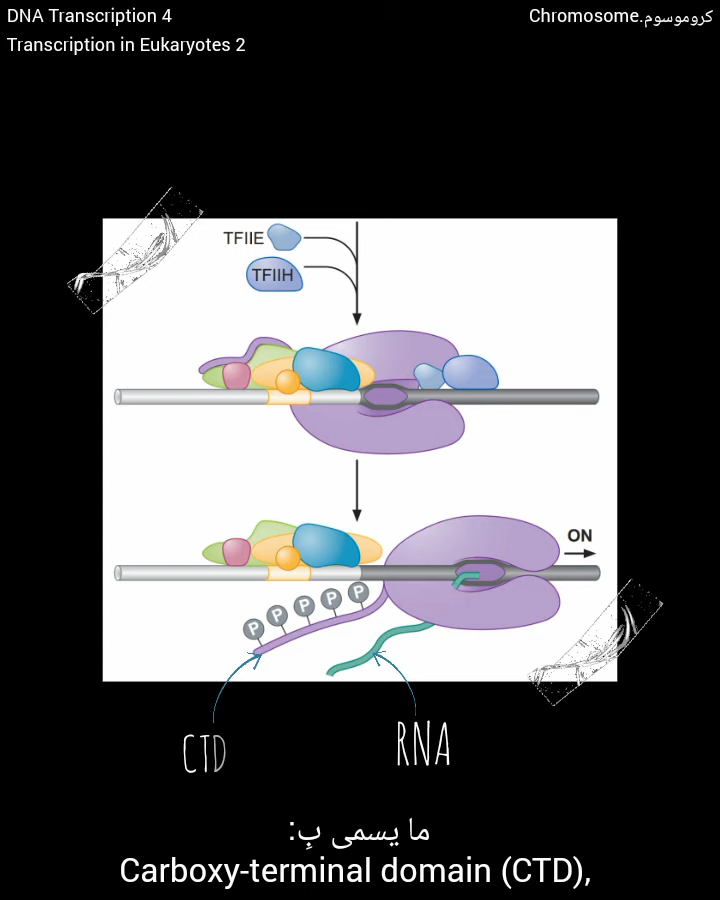 DNA Transcription 4
Transcription in Eukaryotes 2
Chromosome.كروموسوم
TFIIE
TFIIH
ON
P P P P P
CTD
RNA
ما يسمى بِ:
Carboxy-terminal domain (CTD),